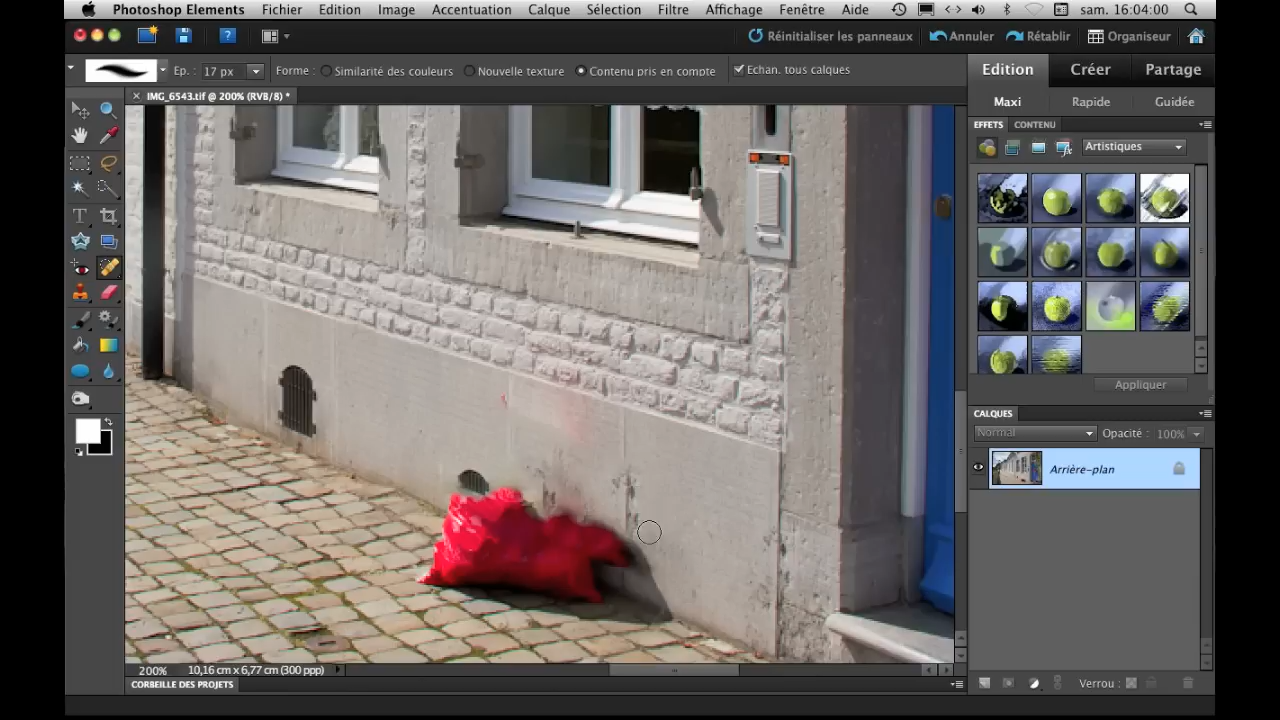 Photoshop Elements Fichier Edition Image Accentuation Calque Sélection Filtre Affichage Fenêtre Aide sam. 16:04:00
Réinitialiser les panneaux Annuler Rétablir Organiseur
Ep. : 17 px Forme : Similarité des couleurs Nouvelle texture Contenu pris en compte Echan. tous calques
Edition Créer Partage
IMG_6543.tif @ 200% (RVB/8) *
Maxi Rapide Guidée
EFFETS CONTENU
Artistiques
Appliquer
CALQUES
Normal Opacité : 100%
Arrière-plan
200% 10,16 cm x 6,77 cm (300 ppp)
Verrou :
CORBEILLE DES PROJETS